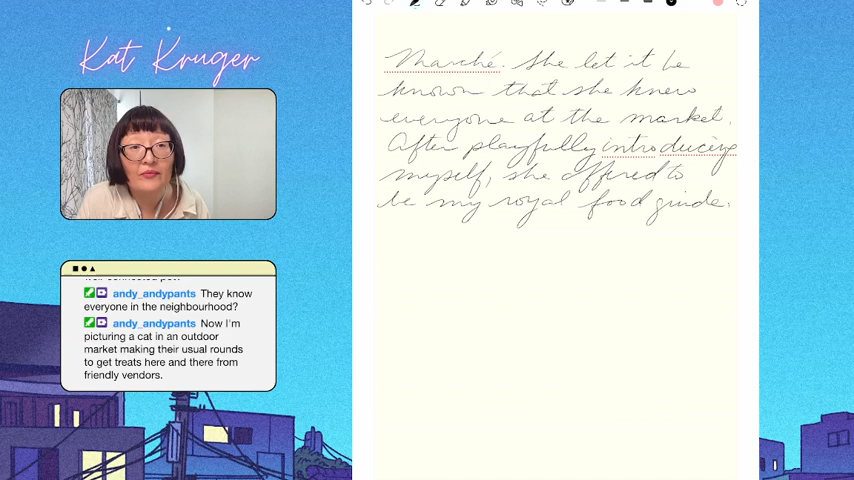 Kat Kruger
andy_andypants They know
everyone in the neighbourhood?
andy_andypants Now I'm
picturing a cat in an outdoor
market making their usual rounds
to get treats here and there from
friendly vendors.
Marché. She let it be
known that she knew
everyone at the market.
After playfully introducing
myself, she offered to
be my royal food guide.